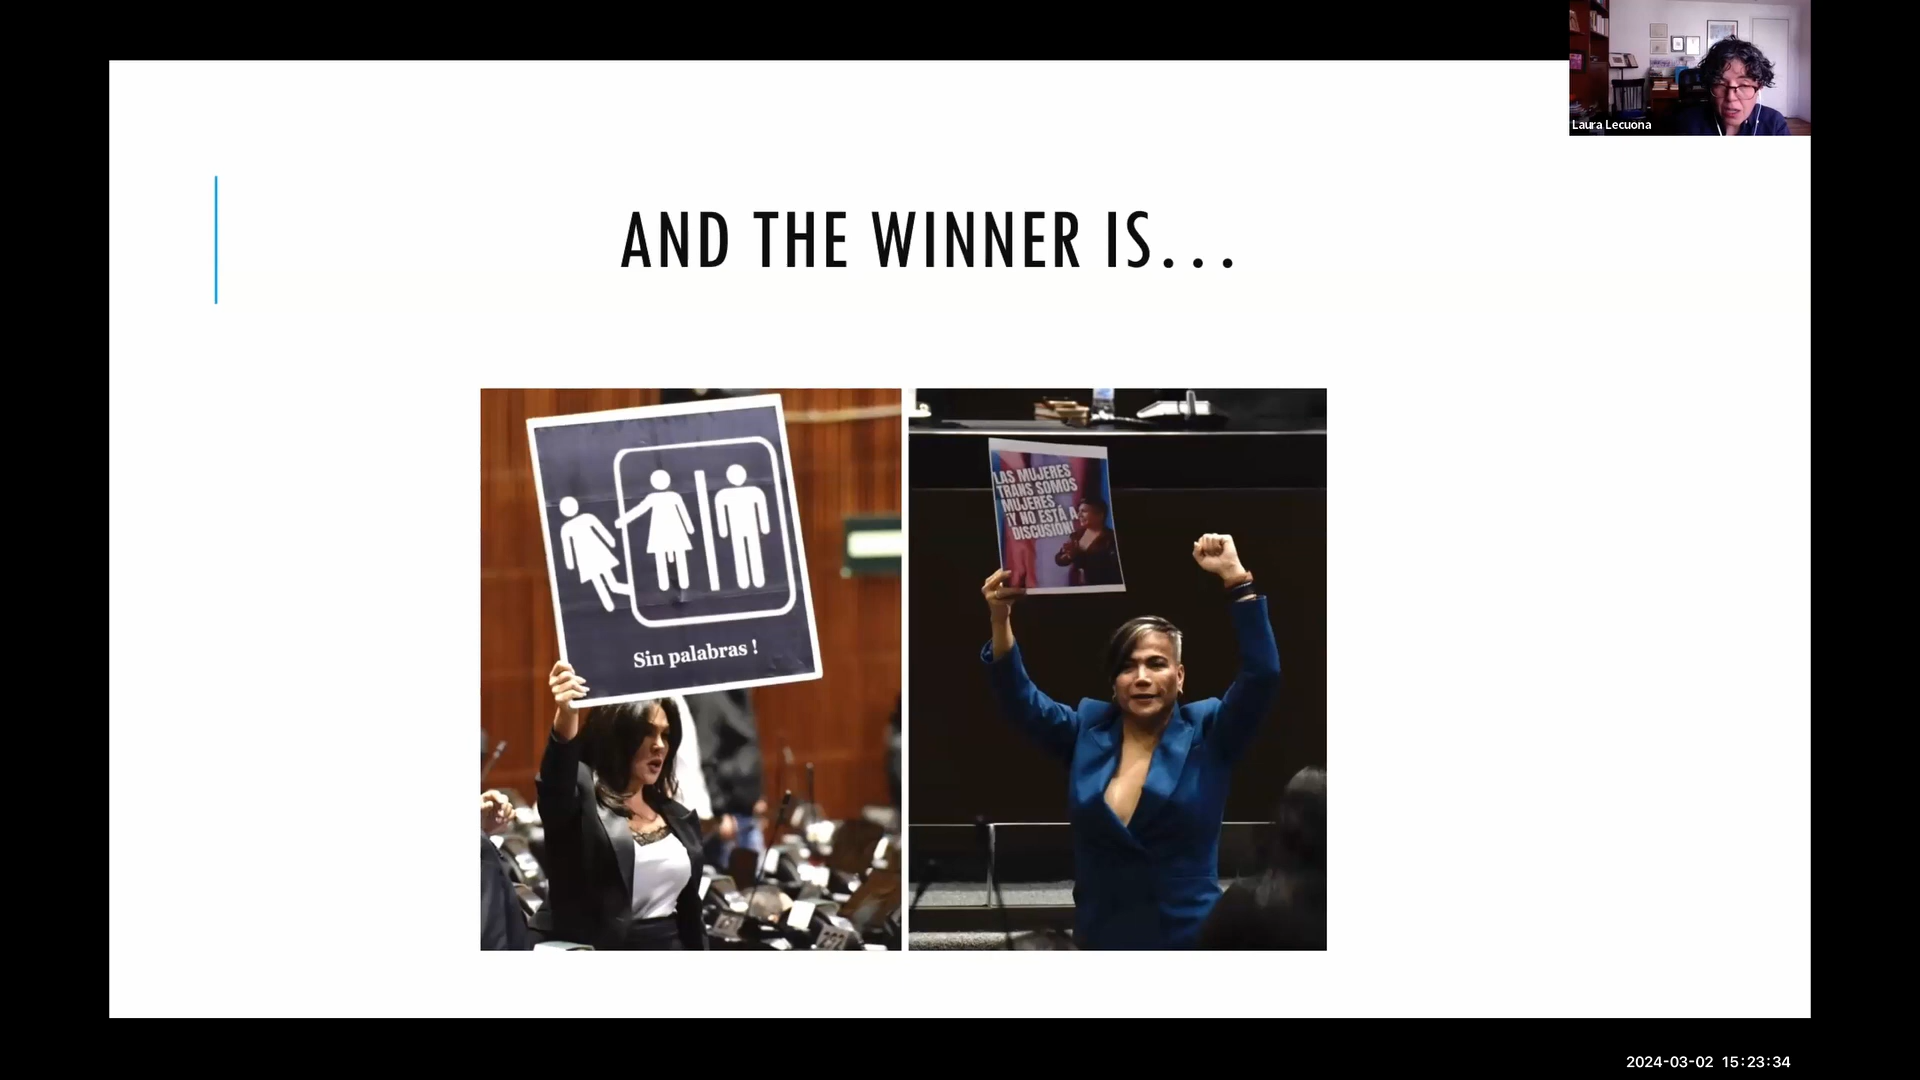 Laura Lecuona
AND THE WINNER IS...
Sin palabras !
LAS MUJERES
TRANS SOMOS
MUJERES
¡Y NO ESTÁ A
DISCUSIÓN!
2024-03-02 15:23:34